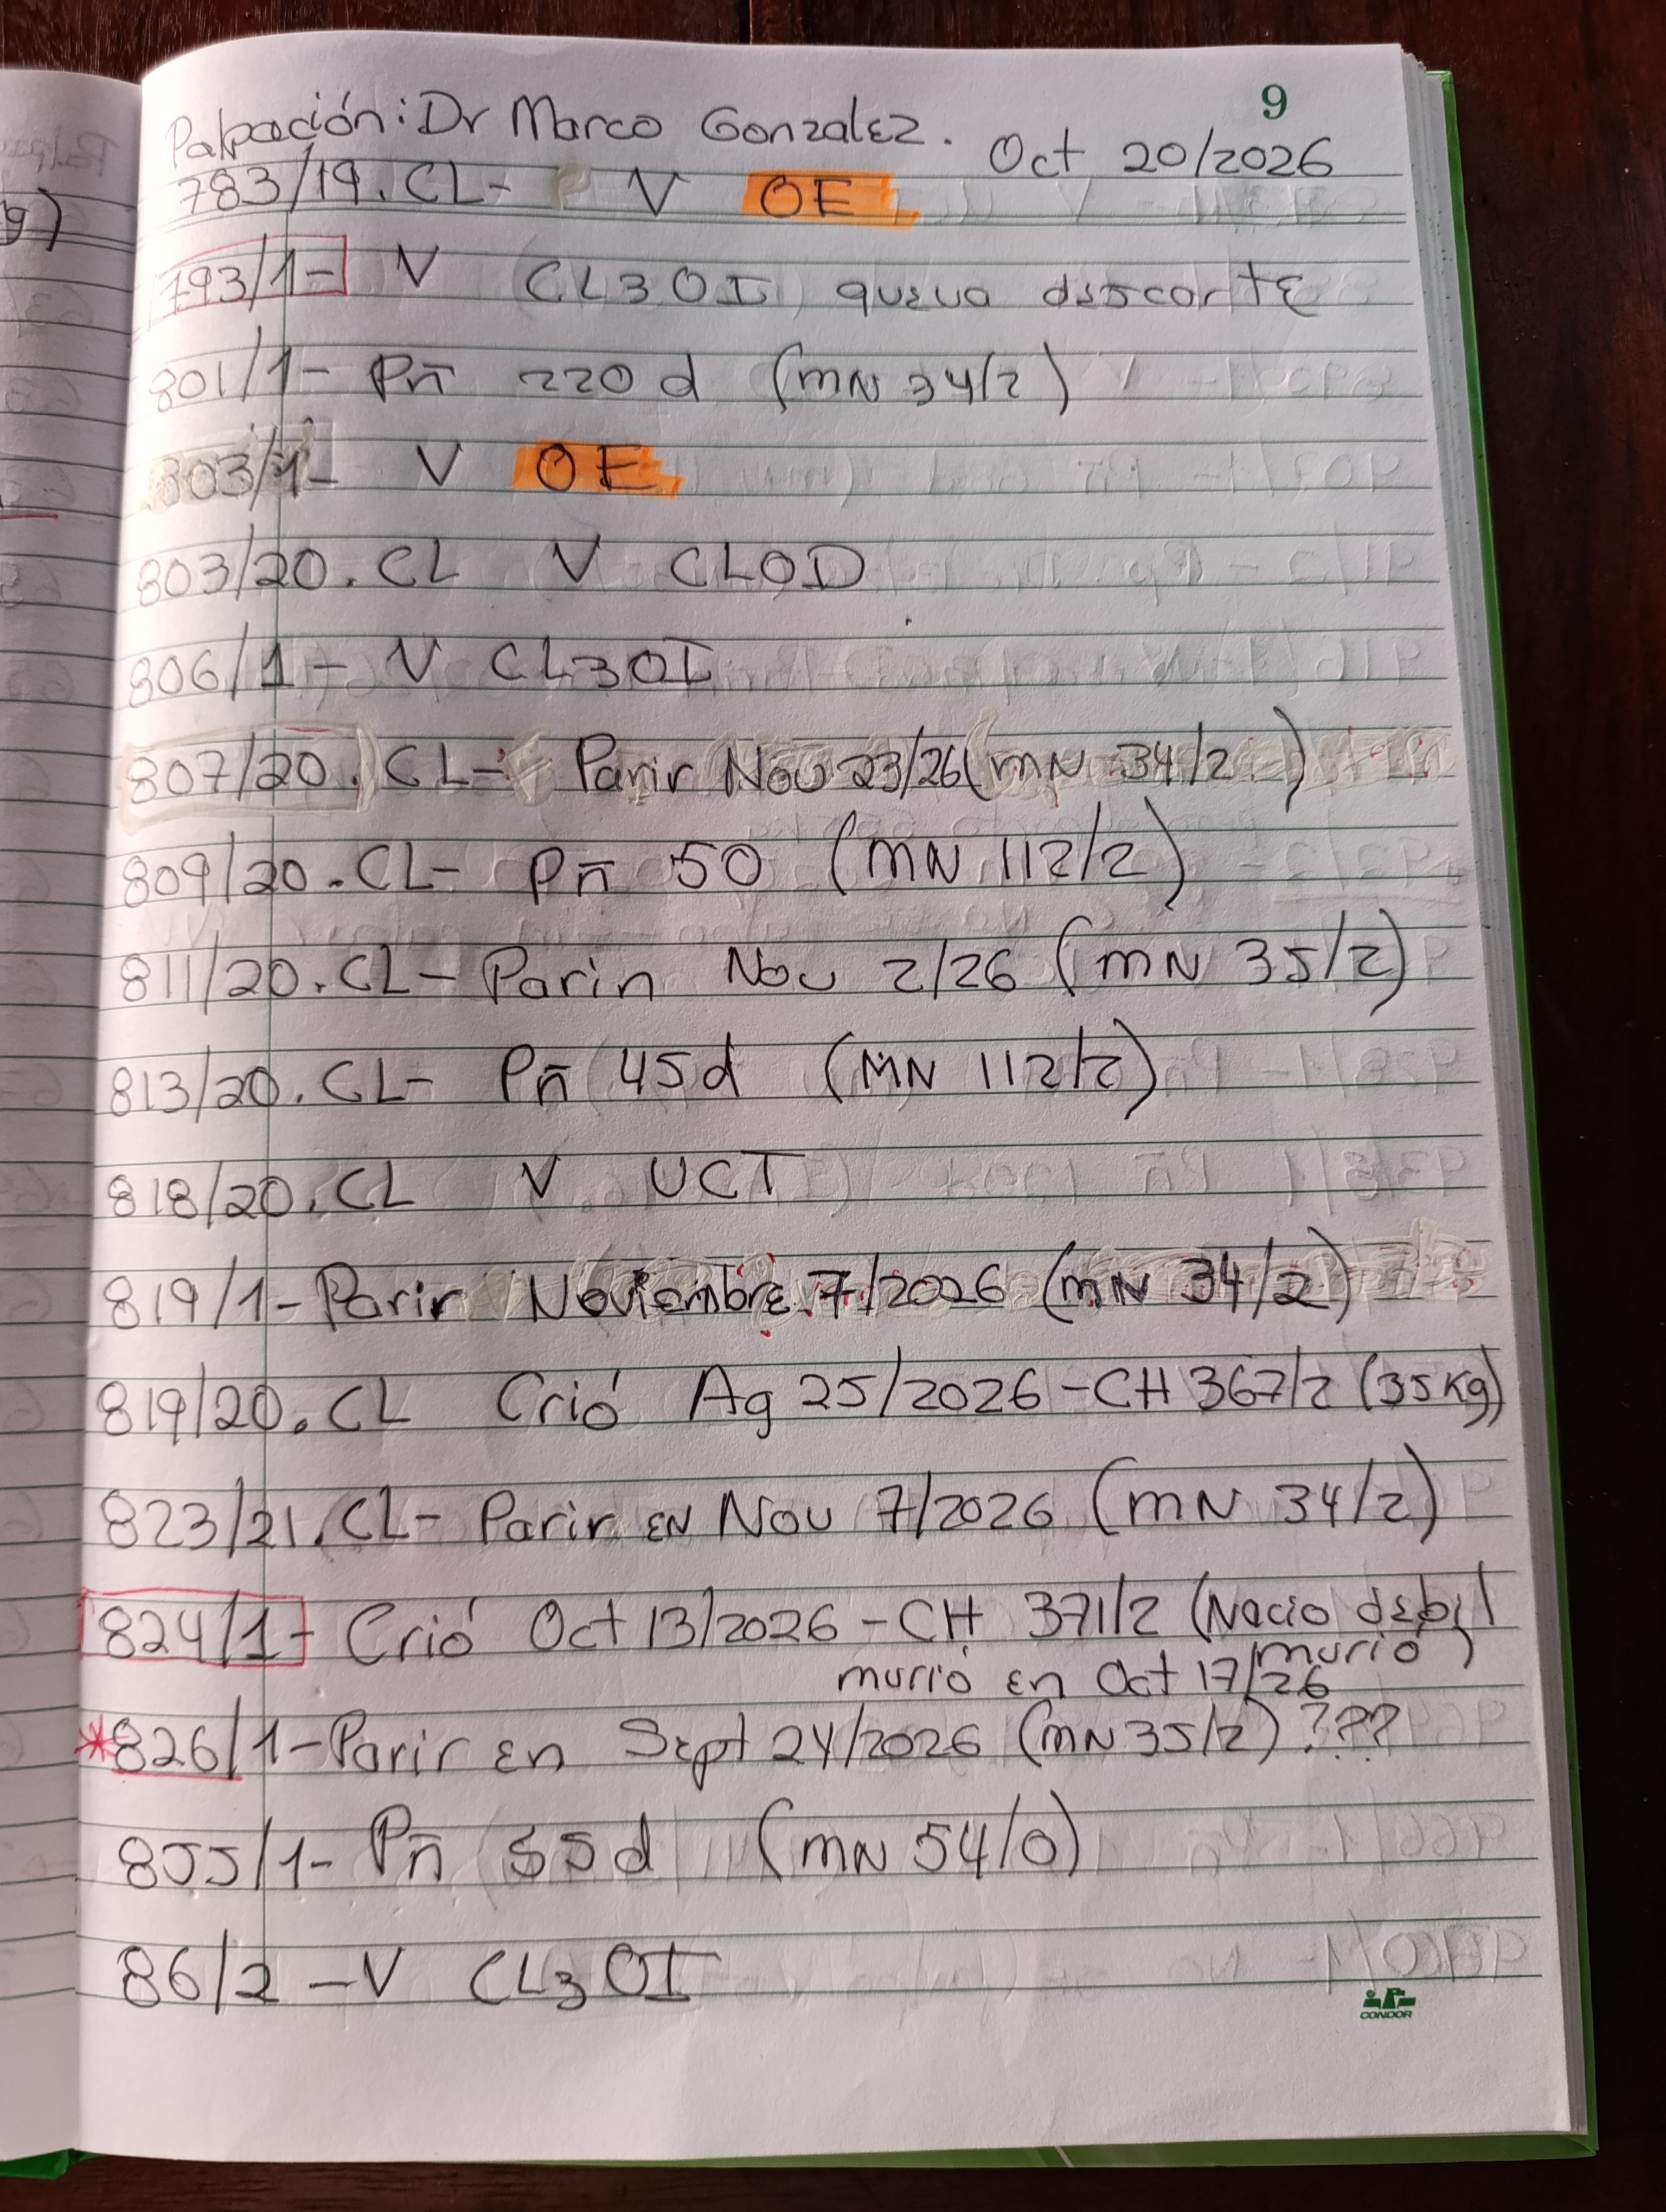 9
Palpación: Dr Marco Gonzalez. Oct 20/2026
783/19.CL- V OE
793/1- V CL3OI queva descarte
801/1- Pñ 220 d (MN 34/2)
803/1- V OE
803/20.CL V CLOD
806/1- V CL3OI
807/20.CL- Parir Nov 23/26 (MN 34/2)
809/20.CL- Pñ 50 (MN 112/2)
811/20.CL- Parin Nov 2/26 (MN 35/2)
813/20.CL- Pñ 45d (MN 112/2)
818/20.CL V UCT
819/1- Parir Noviembre 7/2026 (MN 34/2)
819/20.CL Crió Ag 25/2026 -CH 367/2 (35Kg)
823/21.CL- Parir EN Nov 7/2026 (MN 34/2)
824/1- Crió Oct 13/2026 -CH 371/2 (Nacio debil
murió)
murió en Oct 17/26
*826/1-Parir en Sept 24/2026 (MN 35/2) ???
855/1- Pñ 55d (MN 54/0)
86/2 -V CL3OI
CONDOR